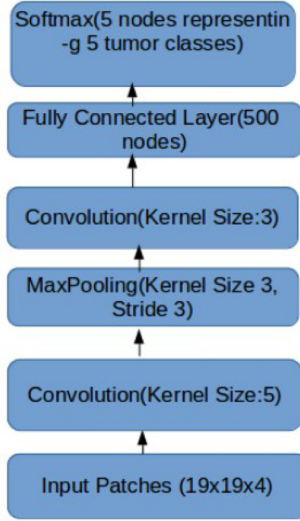 Softmax(5 nodes representin
-g 5 tumor classes)
Fully Connected Layer(500
nodes)
Convolution(Kernel Size:3)
MaxPooling(Kernel Size 3,
Stride 3)
Convolution(Kernel Size:5)
Input Patches (19x19x4)